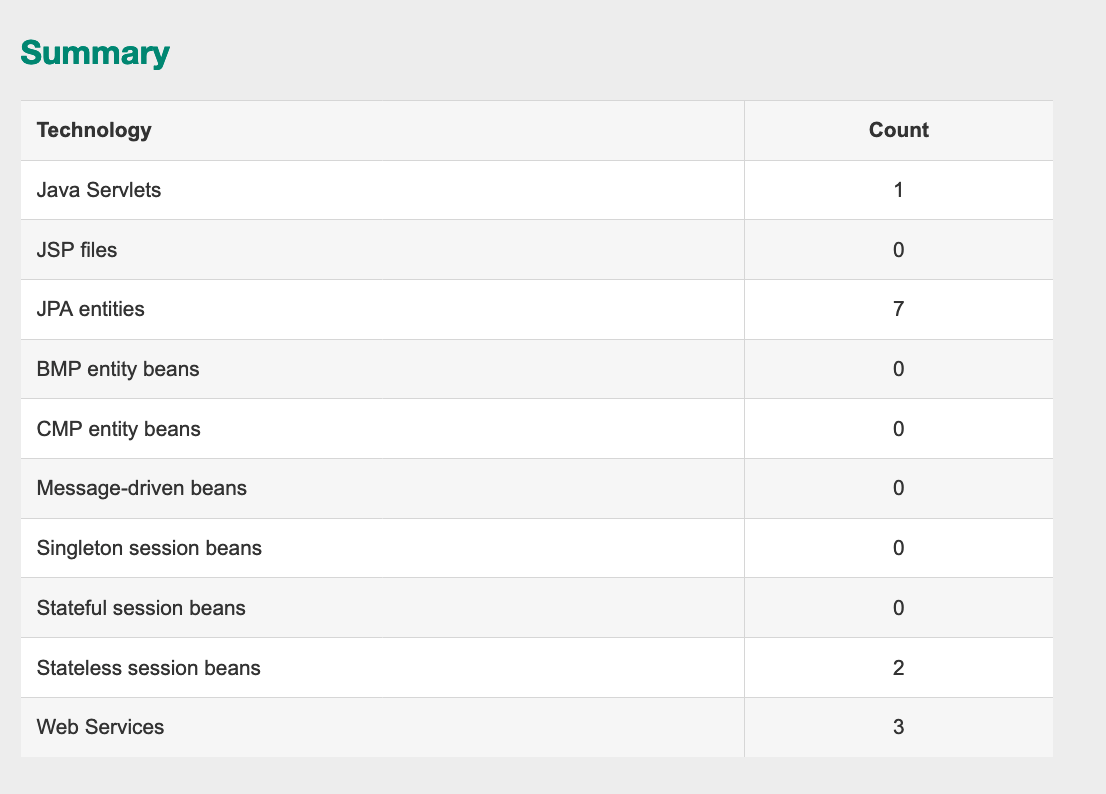 Summary
Technology Count
Java Servlets 1
JSP files 0
JPA entities 7
BMP entity beans 0
CMP entity beans 0
Message-driven beans 0
Singleton session beans 0
Stateful session beans 0
Stateless session beans 2
Web Services 3